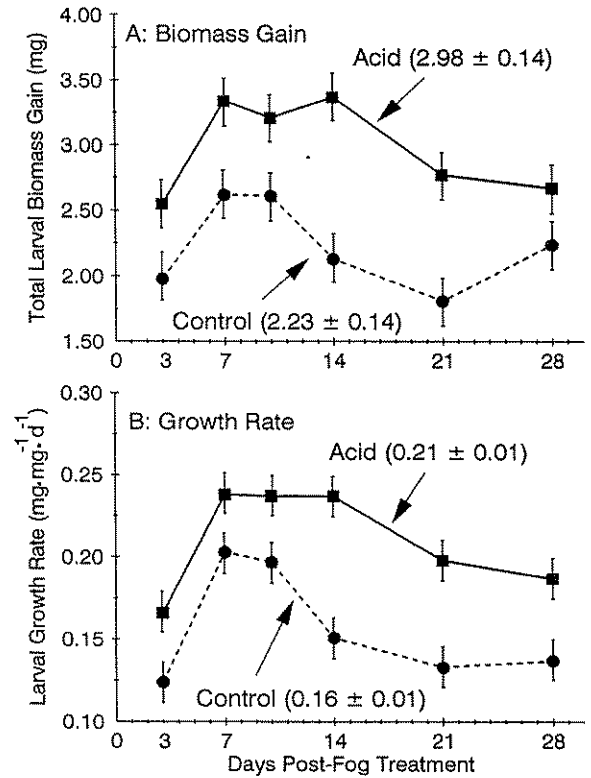 A: Biomass Gain
Acid (2.98 ± 0.14)
Control (2.23 ± 0.14)
Total Larval Biomass Gain (mg)
4.00
3.50
3.00
2.50
2.00
1.50
0 3 7 14 21 28
B: Growth Rate
Acid (0.21 ± 0.01)
Control (0.16 ± 0.01)
Larval Growth Rate (mg·mg⁻¹·d⁻¹)
0.30
0.25
0.20
0.15
0.10
0 3 7 14 21 28
Days Post-Fog Treatment